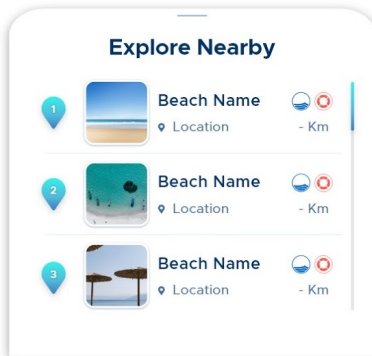 Explore Nearby
1
Beach Name
Location
- Km
2
Beach Name
Location
- Km
3
Beach Name
Location
- Km